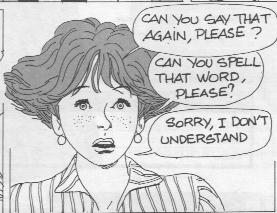 CAN YOU SAY THAT
AGAIN, PLEASE ?
CAN YOU SPELL
THAT WORD,
PLEASE?
SORRY, I DON'T
UNDERSTAND